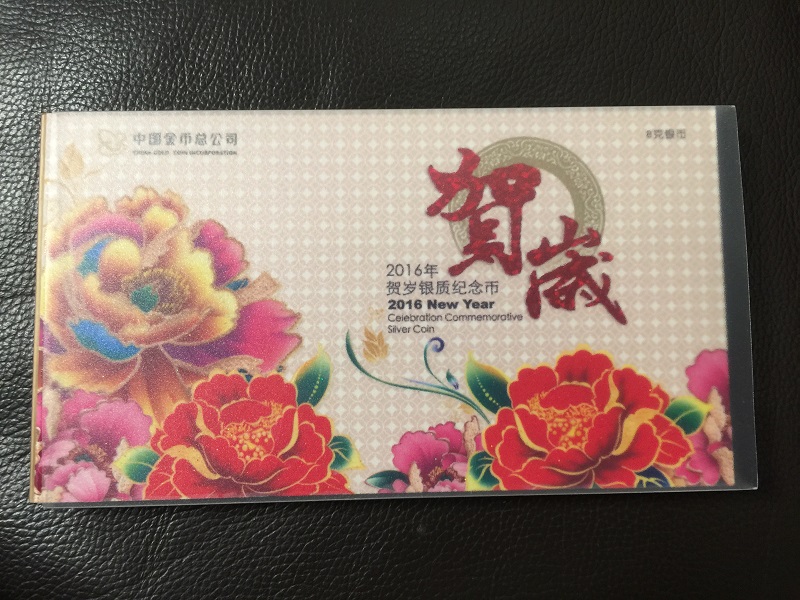 中国金币总公司
CHINA GOLD COIN INCORPORATION
8克银币
贺岁
2016年
贺岁银质纪念币
2016 New Year
Celebration Commemorative
Silver Coin